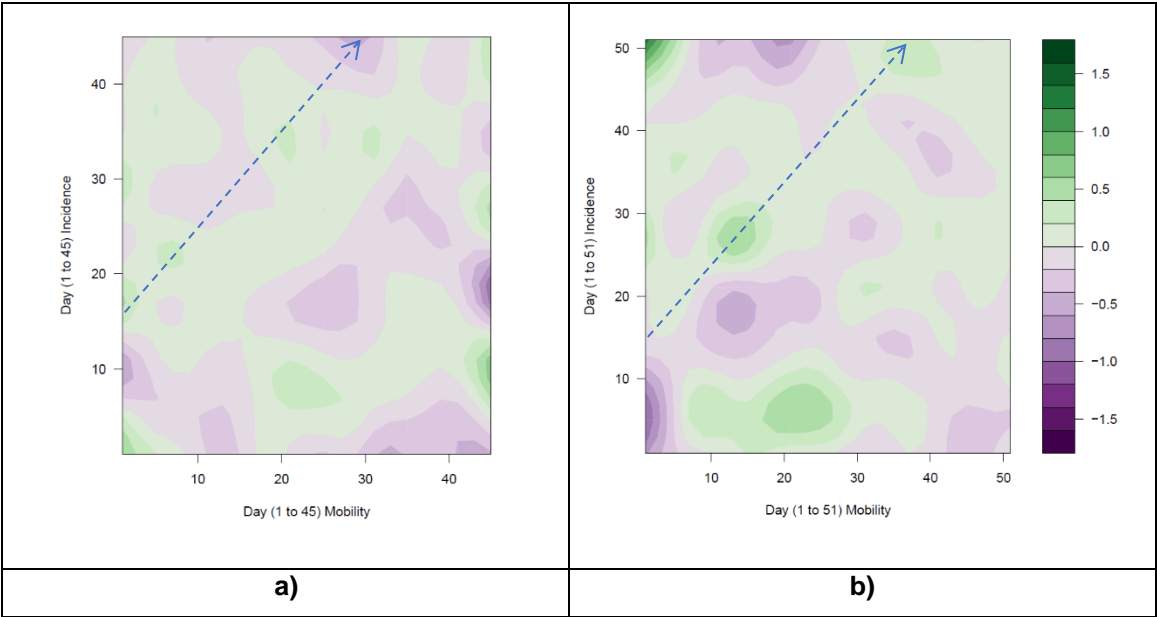 40
30
20
10
Day (1 to 45) Incidence
10 20 30 40
Day (1 to 45) Mobility
50
40
30
20
10
Day (1 to 51) Incidence
10 20 30 40 50
Day (1 to 51) Mobility
1.5
1.0
0.5
0.0
−0.5
−1.0
−1.5
a)
b)